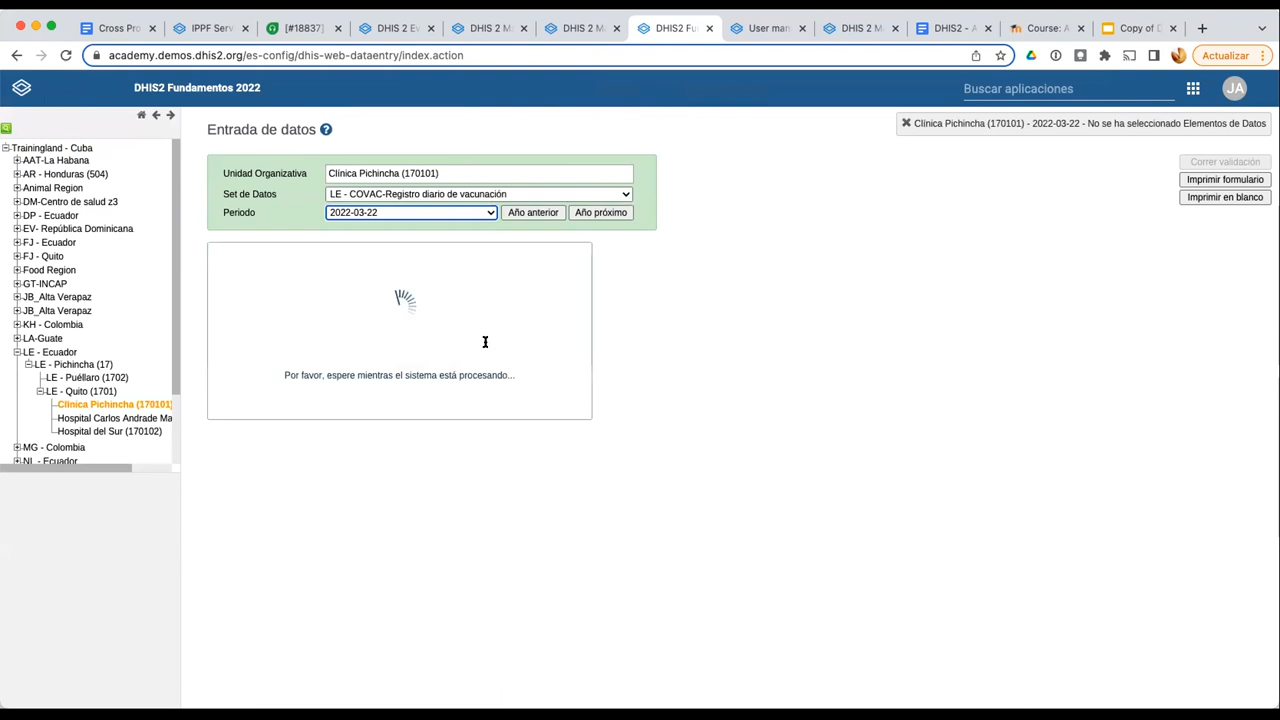 Cross Pro
IPPF Serv
[#18837]
DHIS 2 Ev
DHIS 2 Ma
DHIS 2 Ma
DHIS2 Fu
User man
DHIS 2 M
DHIS2 - A
Course: A
Copy of D
academy.demos.dhis2.org/es-config/dhis-web-dataentry/index.action
Actualizar
DHIS2 Fundamentos 2022
Buscar aplicaciones
JA
Entrada de datos ?
✖ Clínica Pichincha (170101) - 2022-03-22 - No se ha seleccionado Elementos de Datos
Trainingland - Cuba
AAT-La Habana
AR - Honduras (504)
Animal Region
DM-Centro de salud z3
DP - Ecuador
EV- República Dominicana
FJ - Ecuador
FJ - Quito
Food Region
GT-INCAP
JB_Alta Verapaz
JB_Alta Verapaz
KH - Colombia
LA-Guate
LE - Ecuador
LE - Pichincha (17)
LE - Puéllaro (1702)
LE - Quito (1701)
Clínica Pichincha (170101)
Hospital Carlos Andrade Ma
Hospital del Sur (170102)
MG - Colombia
NL - Ecuador
Unidad Organizativa
Clínica Pichincha (170101)
Set de Datos
LE - COVAC-Registro diario de vacunación
Periodo
2022-03-22
Año anterior
Año próximo
Correr validación
Imprimir formulario
Imprimir en blanco
Por favor, espere mientras el sistema está procesando...